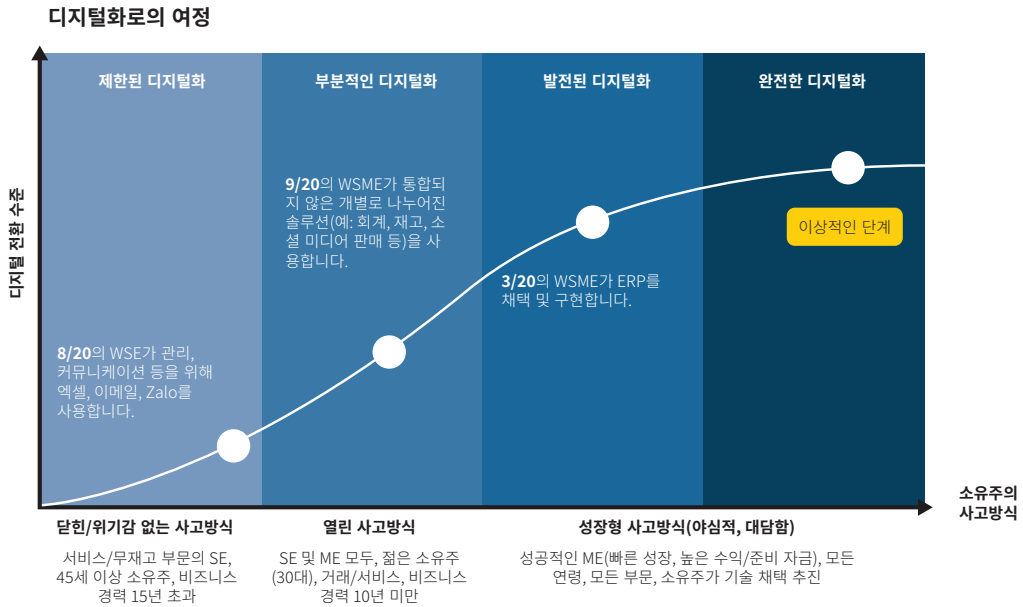 디지털화로의 여정
제한된 디지털화
부분적인 디지털화
발전된 디지털화
완전한 디지털화
디지털 전환 수준
8/20의 WSE가 관리,
커뮤니케이션 등을 위해
엑셀, 이메일, Zalo를
사용합니다.
9/20의 WSME가 통합되
지 않은 개별로 나누어진
솔루션(예: 회계, 재고, 소
셜 미디어 판매 등)을 사
용합니다.
3/20의 WSME가 ERP를
채택 및 구현합니다.
이상적인 단계
소유주의
사고방식
닫힌/위기감 없는 사고방식
서비스/무재고 부문의 SE,
45세 이상 소유주, 비즈니스
경력 15년 초과
열린 사고방식
SE 및 ME 모두, 젊은 소유주
(30대), 거래/서비스, 비즈니스
경력 10년 미만
성장형 사고방식(야심적, 대담함)
성공적인 ME(빠른 성장, 높은 수익/준비 자금), 모든
연령, 모든 부문, 소유주가 기술 채택 추진